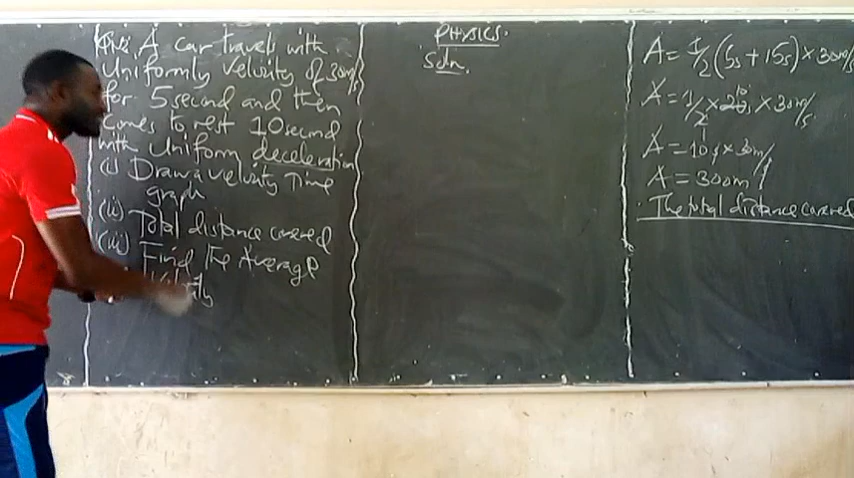 A car travels with
Uniformly velocity of 30m/s
for 5second and then
comes to rest 10second
with uniform deceleration
(i) Draw a velocity Time
graph
(ii) Total distance covered
(iii) Find the Average
PHYSICS.
Soln.
A = 1/2 (5s + 15s) × 30m/s
A = 1/2 × 20s × 30m/s
10
A = 10s × 30m/s
A = 300m
The total distance covered